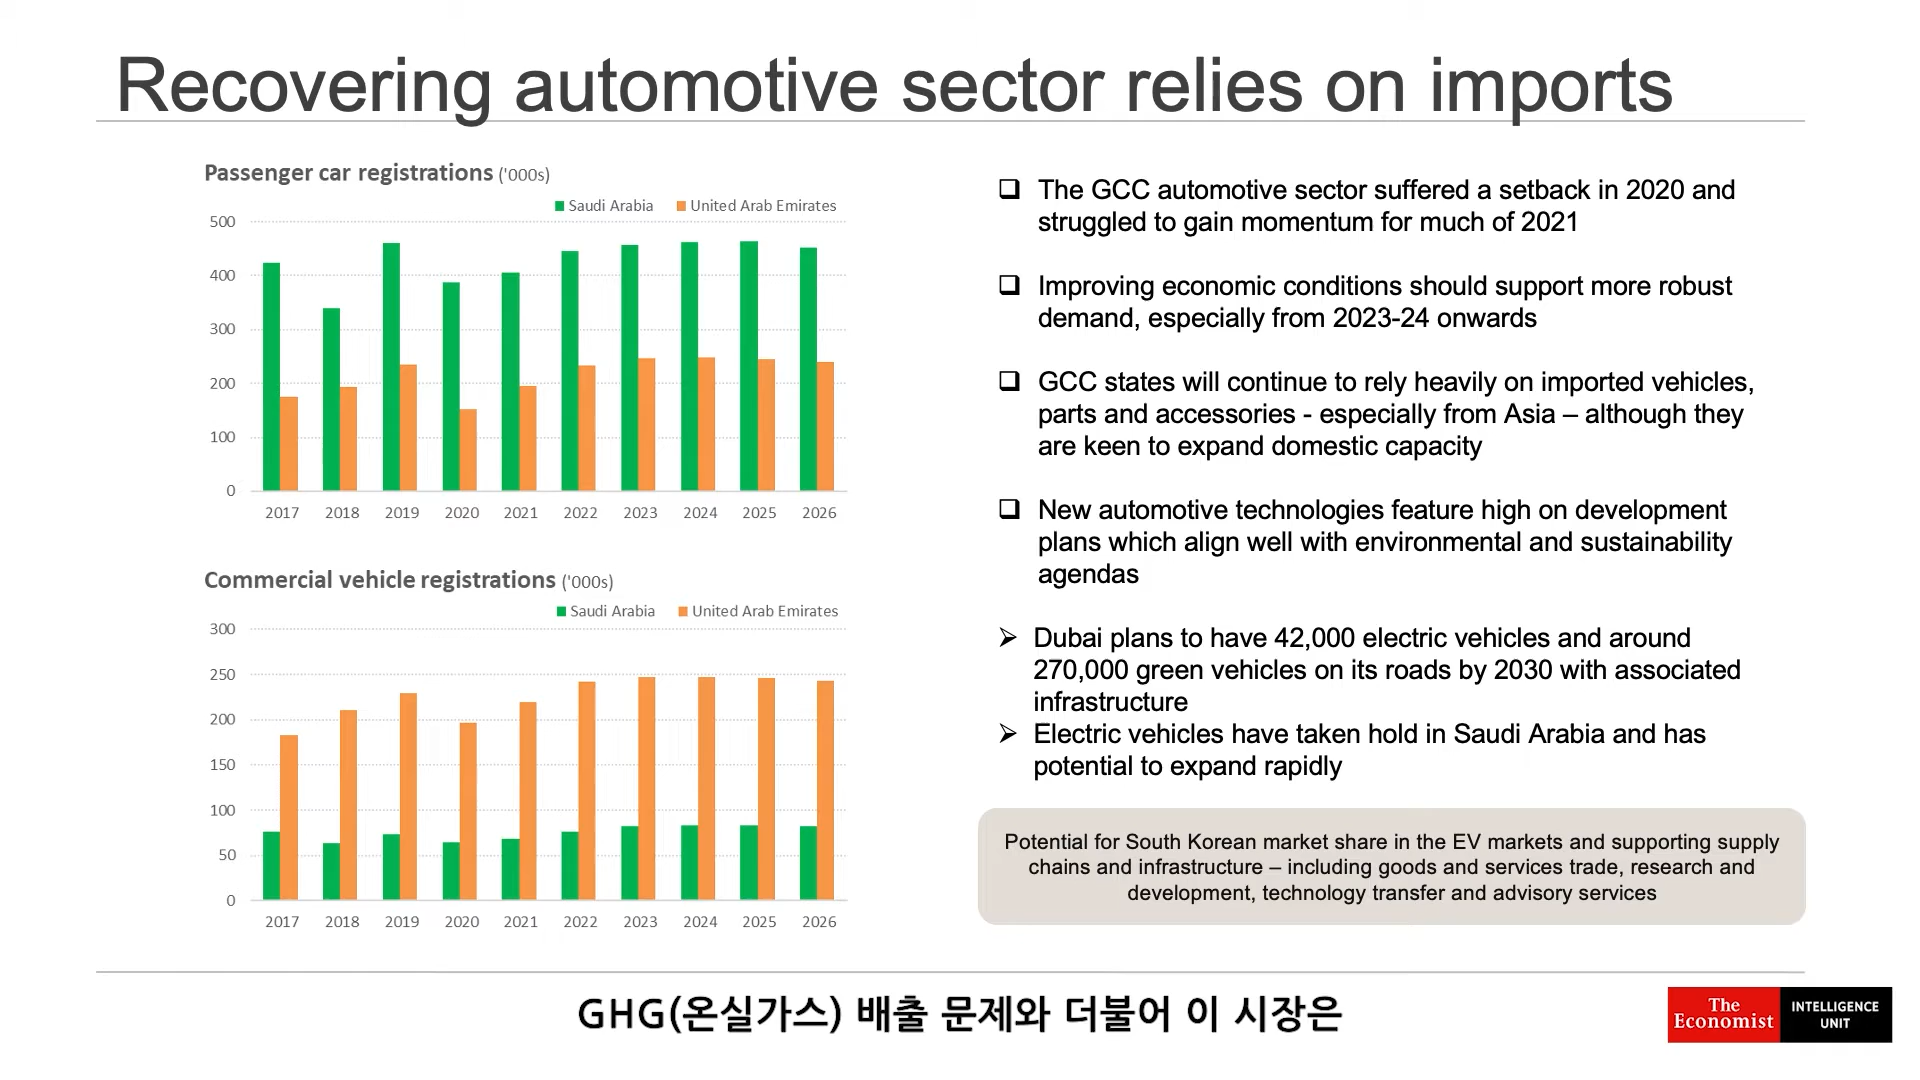 Recovering automotive sector relies on imports
Passenger car registrations ('000s)
Saudi Arabia United Arab Emirates
500
400
300
200
100
0
2017 2018 2019 2020 2021 2022 2023 2024 2025 2026
Commercial vehicle registrations ('000s)
Saudi Arabia United Arab Emirates
300
250
200
150
100
50
0
2017 2018 2019 2020 2021 2022 2023 2024 2025 2026
The GCC automotive sector suffered a setback in 2020 and
struggled to gain momentum for much of 2021
Improving economic conditions should support more robust
demand, especially from 2023-24 onwards
GCC states will continue to rely heavily on imported vehicles,
parts and accessories - especially from Asia – although they
are keen to expand domestic capacity
New automotive technologies feature high on development
plans which align well with environmental and sustainability
agendas
Dubai plans to have 42,000 electric vehicles and around
270,000 green vehicles on its roads by 2030 with associated
infrastructure
Electric vehicles have taken hold in Saudi Arabia and has
potential to expand rapidly
Potential for South Korean market share in the EV markets and supporting supply
chains and infrastructure – including goods and services trade, research and
development, technology transfer and advisory services
GHG(온실가스) 배출 문제와 더불어 이 시장은
The
Economist
INTELLIGENCE
UNIT